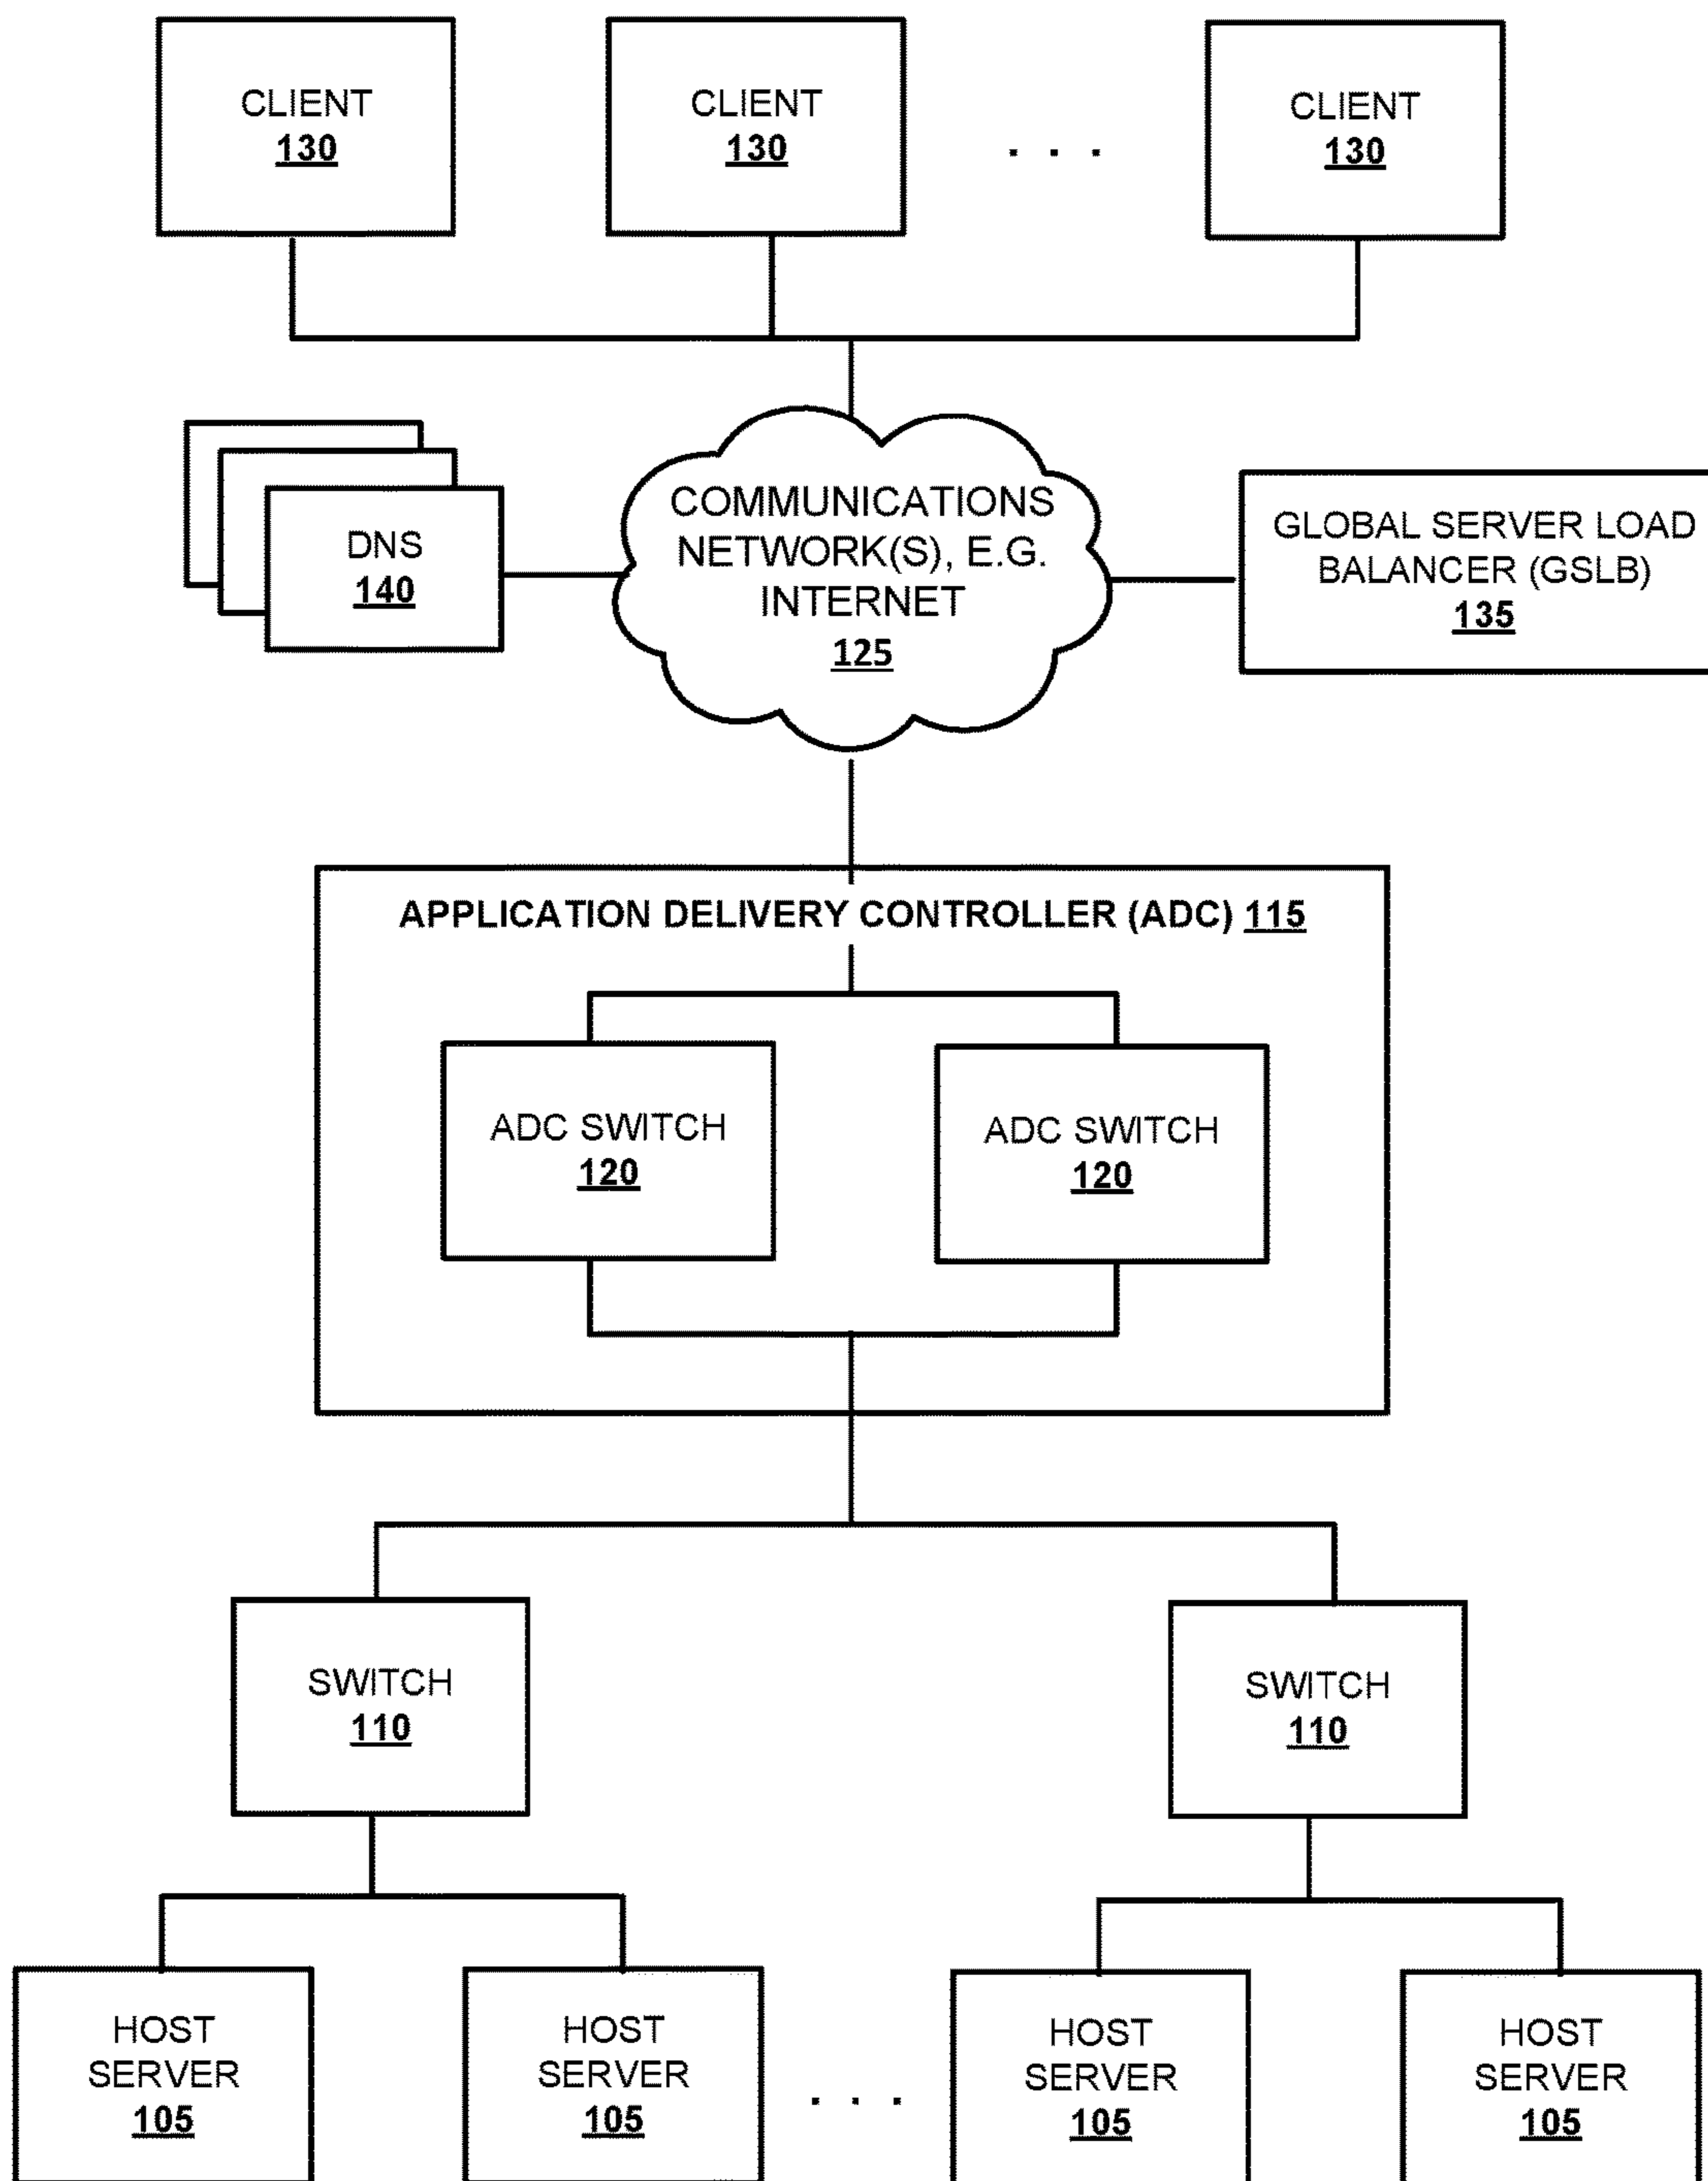 CLIENT
130
CLIENT
130
. . .
CLIENT
130
DNS
140
COMMUNICATIONS
NETWORK(S), E.G.
INTERNET
125
GLOBAL SERVER LOAD
BALANCER (GSLB)
135
APPLICATION DELIVERY CONTROLLER (ADC) 115
ADC SWITCH
120
ADC SWITCH
120
SWITCH
110
SWITCH
110
HOST
SERVER
105
HOST
SERVER
105
. . .
HOST
SERVER
105
HOST
SERVER
105